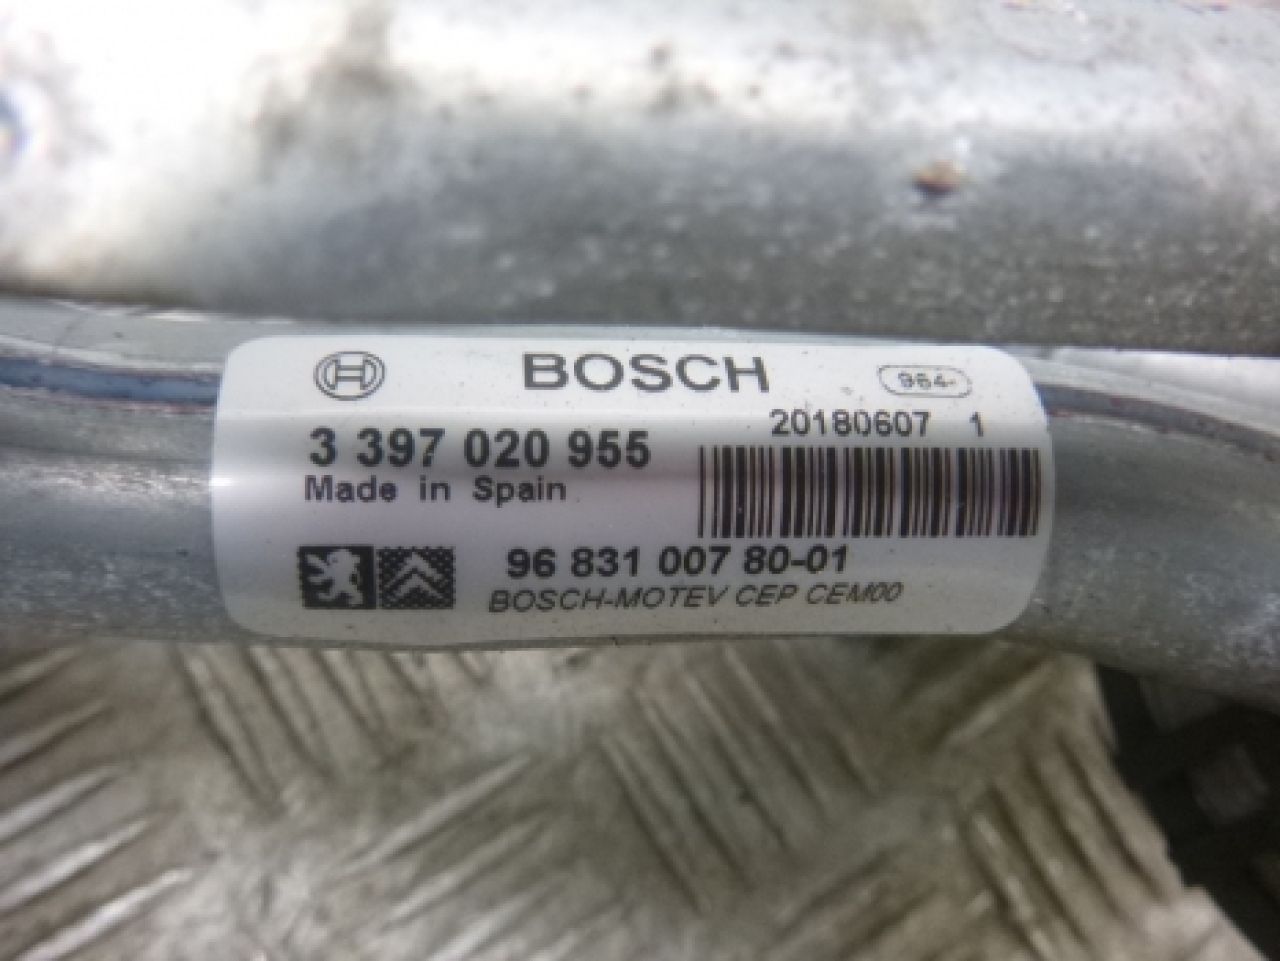 BOSCH
984-
20180607 1
3 397 020 955
Made in Spain
96 831 007 80-01
BOSCH-MOTEV CEP CEM00